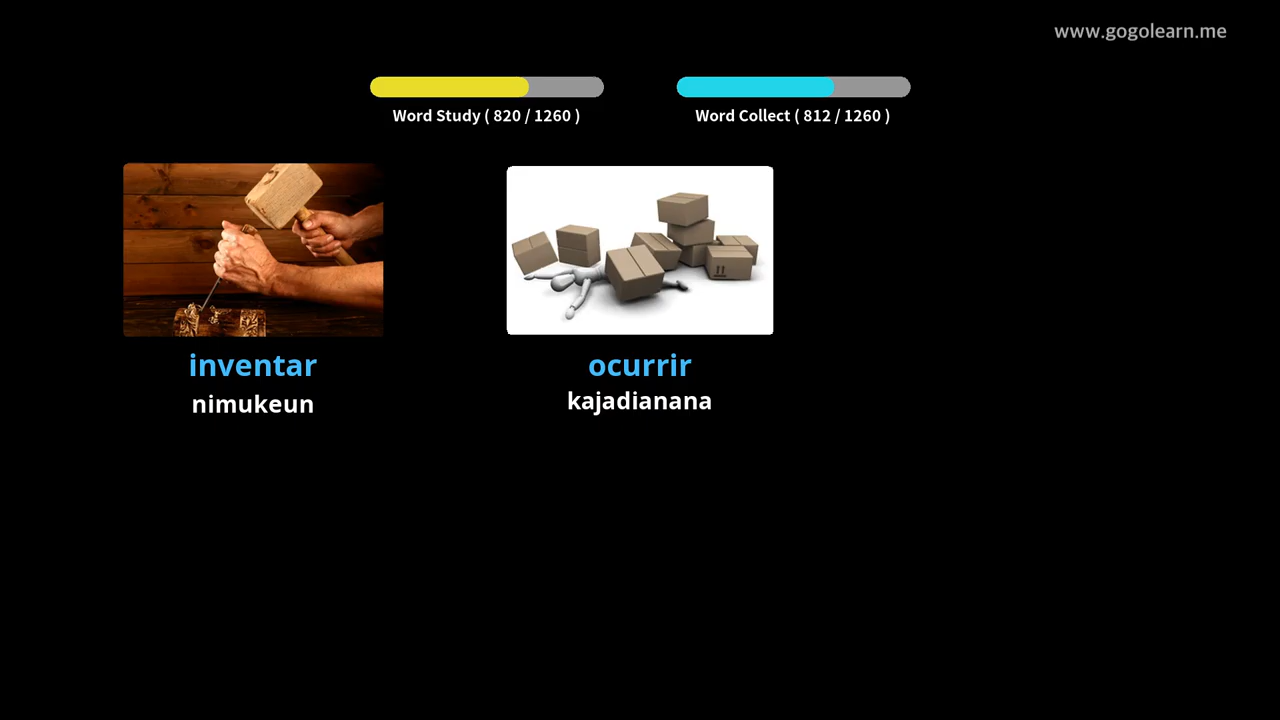 www.gogolearn.me
Word Study ( 820 / 1260 )
Word Collect ( 812 / 1260 )
inventar
nimukeun
ocurrir
kajadianana